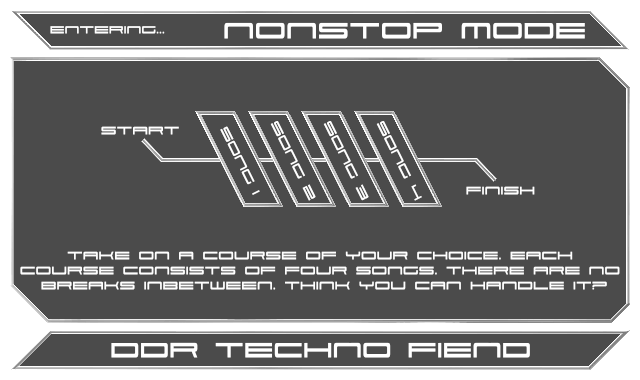 ENTERING... NONSTOP MODE
START
SONG 1
SONG 2
SONG 3
SONG 4
FINISH
TAKE ON A COURSE OF YOUR CHOICE. EACH
COURSE CONSISTS OF FOUR SONGS. THERE ARE NO
BREAKS INBETWEEN. THINK YOU CAN HANDLE IT?
DDR TECHNO FIEND